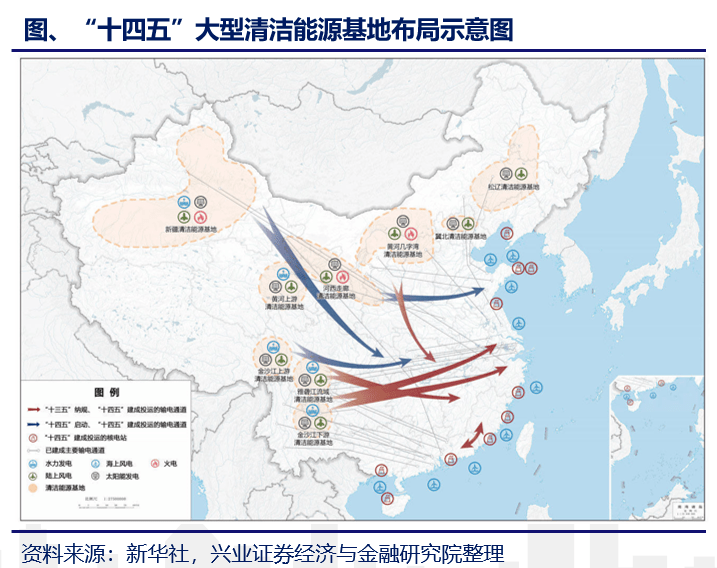 图、“十四五”大型清洁能源基地布局示意图
松辽清洁能源基地
新疆清洁能源基地
黄河几字湾
清洁能源基地
冀北清洁能源基地
河西走廊
清洁能源基地
黄河上游
清洁能源基地
金沙江上游
清洁能源基地
雅砻江流域
清洁能源基地
金沙江下游
清洁能源基地
图 例
“十三五”纳规、“十四五”建成投运的输电通道
“十四五”启动、“十四五”建成投运的输电通道
“十四五”建成投运的核电站
已建成主要输电通道
水力发电 海上风电 火电
陆上风电 太阳能发电
清洁能源基地
资料来源：新华社，兴业证券经济与金融研究院整理